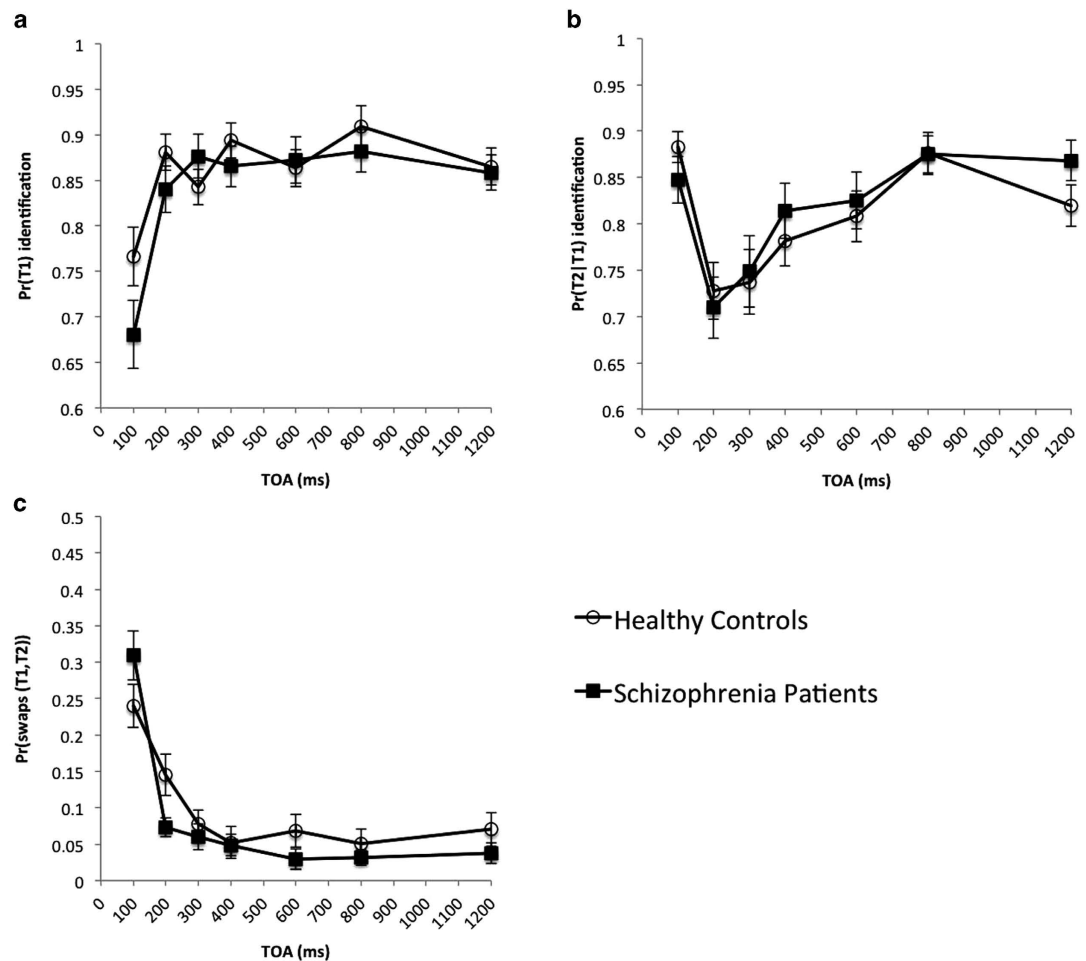 a
1
0.95
0.9
0.85
0.8
0.75
0.7
0.65
0.6
Pr(T1) identification
0 100 200 300 400 500 600 700 800 900 1000 1100 1200
TOA (ms)
b
1
0.95
0.9
0.85
0.8
0.75
0.7
0.65
0.6
Pr(T2|T1) identification
0 100 200 300 400 500 600 700 800 900 1000 1100 1200
TOA (ms)
c
0.5
0.45
0.4
0.35
0.3
0.25
0.2
0.15
0.1
0.05
0
Pr(swaps (T1,T2))
0 100 200 300 400 500 600 700 800 900 1000 1100 1200
TOA (ms)
Healthy Controls
Schizophrenia Patients